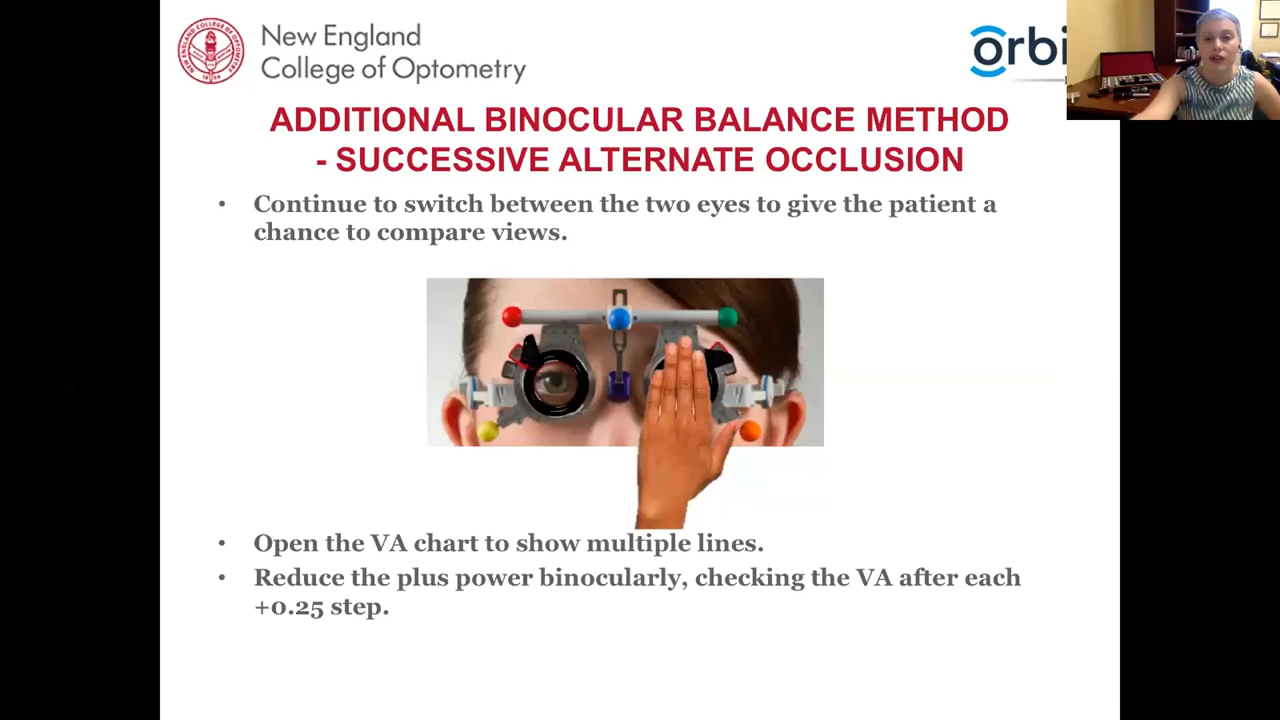 New England
College of Optometry
orbi
ADDITIONAL BINOCULAR BALANCE METHOD
- SUCCESSIVE ALTERNATE OCCLUSION
• Continue to switch between the two eyes to give the patient a
chance to compare views.
• Open the VA chart to show multiple lines.
• Reduce the plus power binocularly, checking the VA after each
+0.25 step.